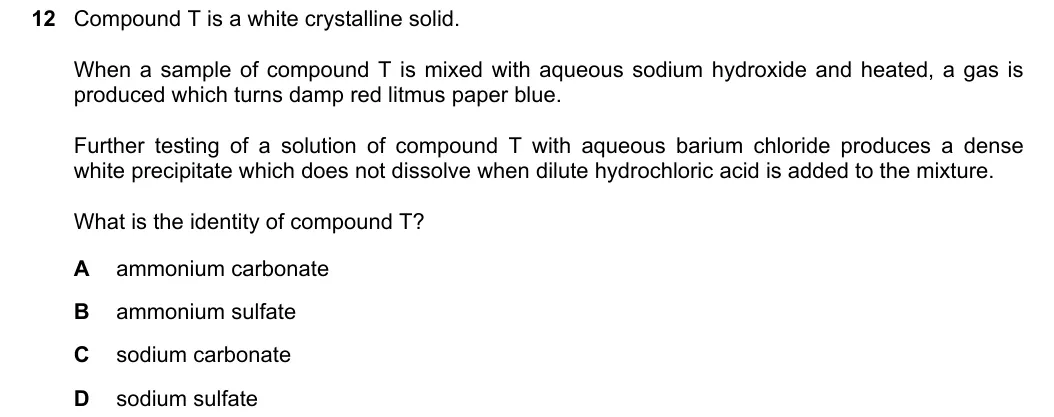 12 Compound T is a white crystalline solid.
When a sample of compound T is mixed with aqueous sodium hydroxide and heated, a gas is
produced which turns damp red litmus paper blue.
Further testing of a solution of compound T with aqueous barium chloride produces a dense
white precipitate which does not dissolve when dilute hydrochloric acid is added to the mixture.
What is the identity of compound T?
A ammonium carbonate
B ammonium sulfate
C sodium carbonate
D sodium sulfate